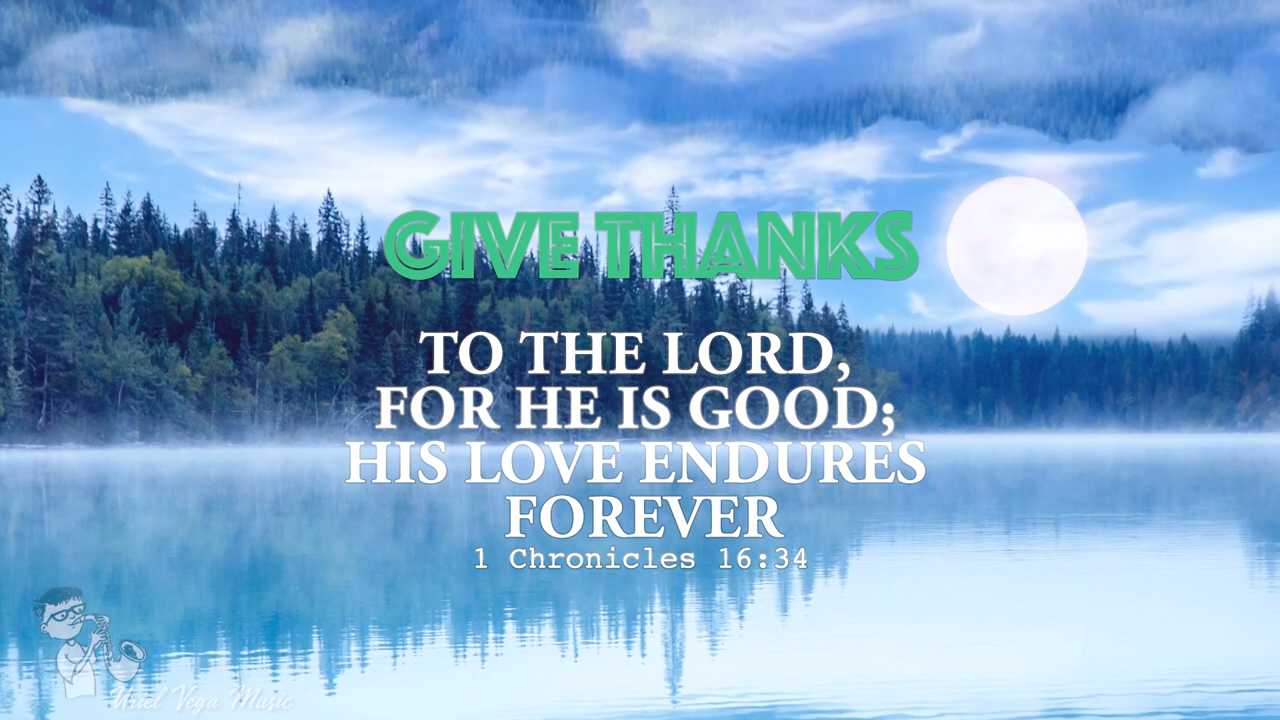 GIVE THANKS
TO THE LORD,
FOR HE IS GOOD;
HIS LOVE ENDURES
FOREVER
1 Chronicles 16:34
Uriel Vega Music